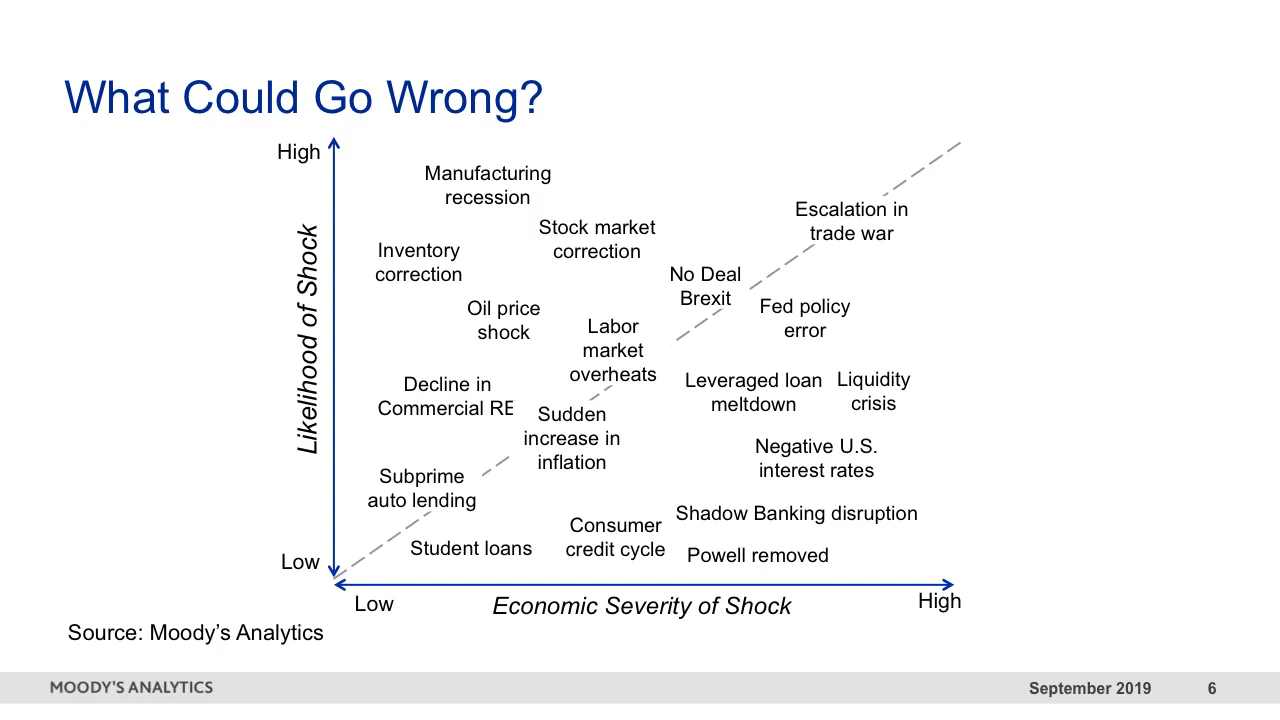 What Could Go Wrong?
High
Manufacturing
recession
Escalation in
trade war
Stock market
correction
Inventory
correction
No Deal
Brexit
Fed policy
error
Oil price
shock
Labor
market
overheats
Likelihood of Shock
Decline in
Commercial RE
Leveraged loan
meltdown
Liquidity
crisis
Sudden
increase in
inflation
Negative U.S.
interest rates
Subprime
auto lending
Shadow Banking disruption
Consumer
credit cycle
Student loans
Powell removed
Low
Low
Economic Severity of Shock
High
Source: Moody's Analytics
MOODY'S ANALYTICS
September 2019
6